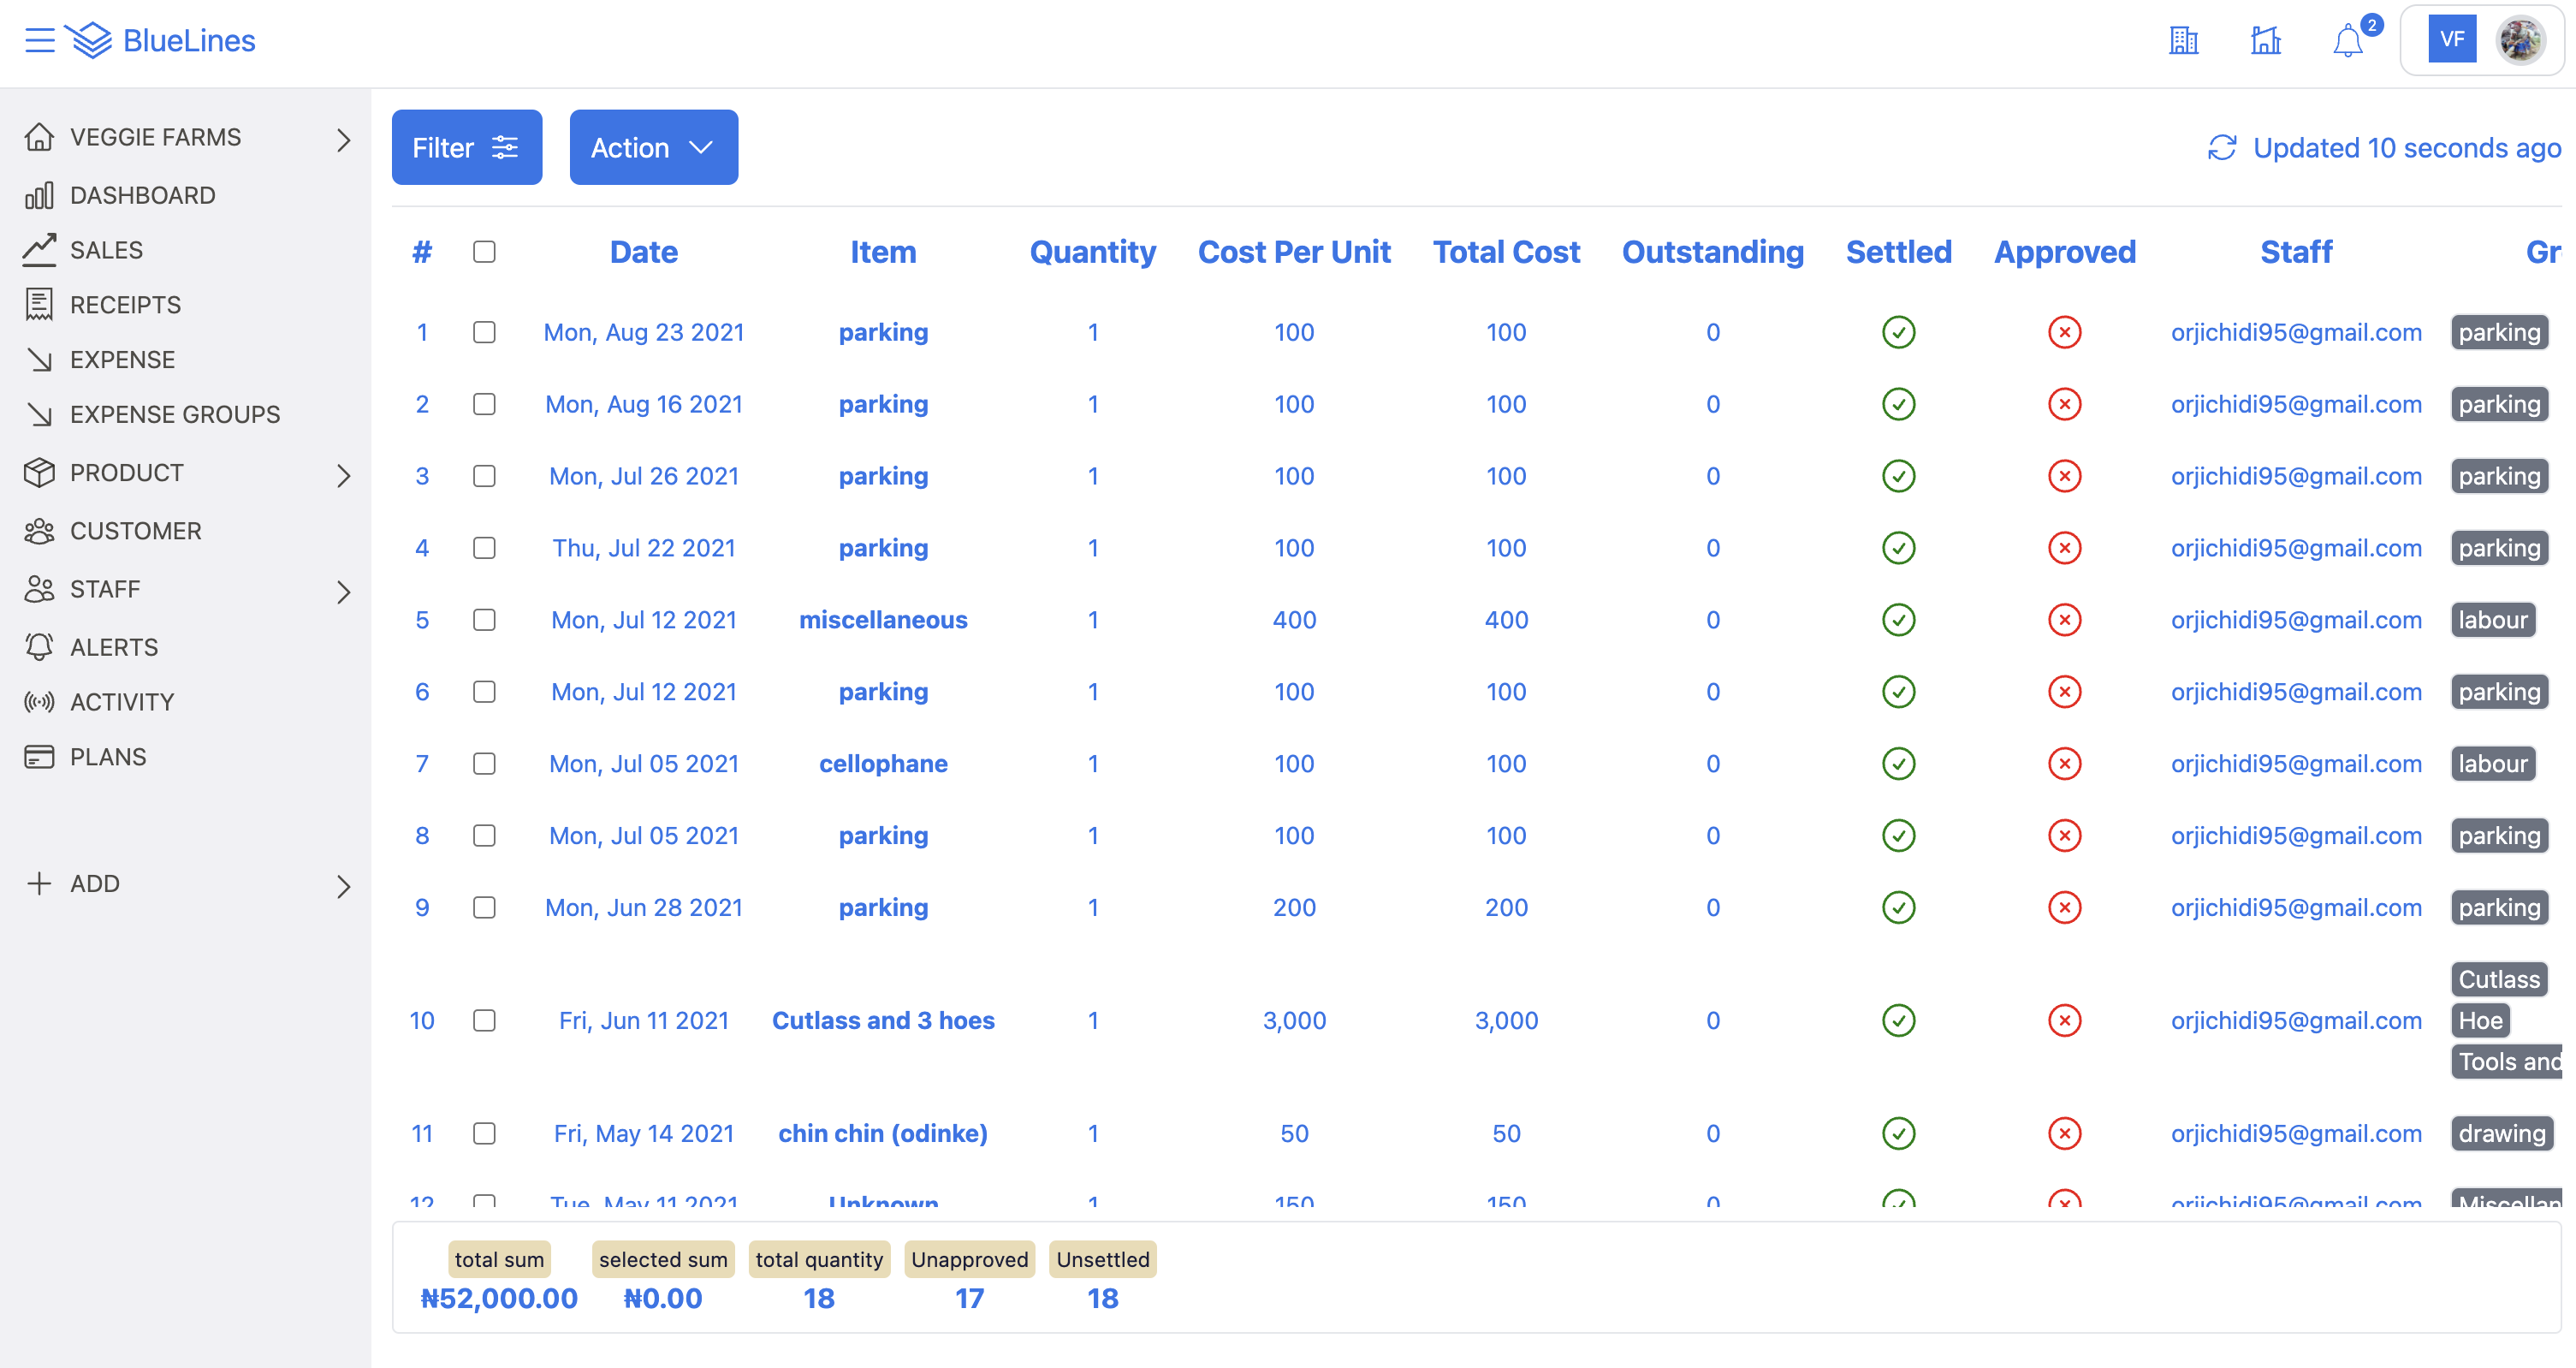 BlueLines
2
VF
VEGGIE FARMS
DASHBOARD
SALES
RECEIPTS
EXPENSE
EXPENSE GROUPS
PRODUCT
CUSTOMER
STAFF
ALERTS
ACTIVITY
PLANS
ADD
Filter Action Updated 10 seconds ago
# Date Item Quantity Cost Per Unit Total Cost Outstanding Settled Approved Staff Gr
1 Mon, Aug 23 2021 parking 1 100 100 0 orjichidi95@gmail.com parking
2 Mon, Aug 16 2021 parking 1 100 100 0 orjichidi95@gmail.com parking
3 Mon, Jul 26 2021 parking 1 100 100 0 orjichidi95@gmail.com parking
4 Thu, Jul 22 2021 parking 1 100 100 0 orjichidi95@gmail.com parking
5 Mon, Jul 12 2021 miscellaneous 1 400 400 0 orjichidi95@gmail.com labour
6 Mon, Jul 12 2021 parking 1 100 100 0 orjichidi95@gmail.com parking
7 Mon, Jul 05 2021 cellophane 1 100 100 0 orjichidi95@gmail.com labour
8 Mon, Jul 05 2021 parking 1 100 100 0 orjichidi95@gmail.com parking
9 Mon, Jun 28 2021 parking 1 200 200 0 orjichidi95@gmail.com parking
10 Fri, Jun 11 2021 Cutlass and 3 hoes 1 3,000 3,000 0 orjichidi95@gmail.com Cutlass
Hoe
Tools and
11 Fri, May 14 2021 chin chin (odinke) 1 50 50 0 orjichidi95@gmail.com drawing
12 Tue, May 11 2021 Unknown 1 150 150 0 orjichidi95@gmail.com Miscellan
total sum selected sum total quantity Unapproved Unsettled
₦52,000.00 ₦0.00 18 17 18